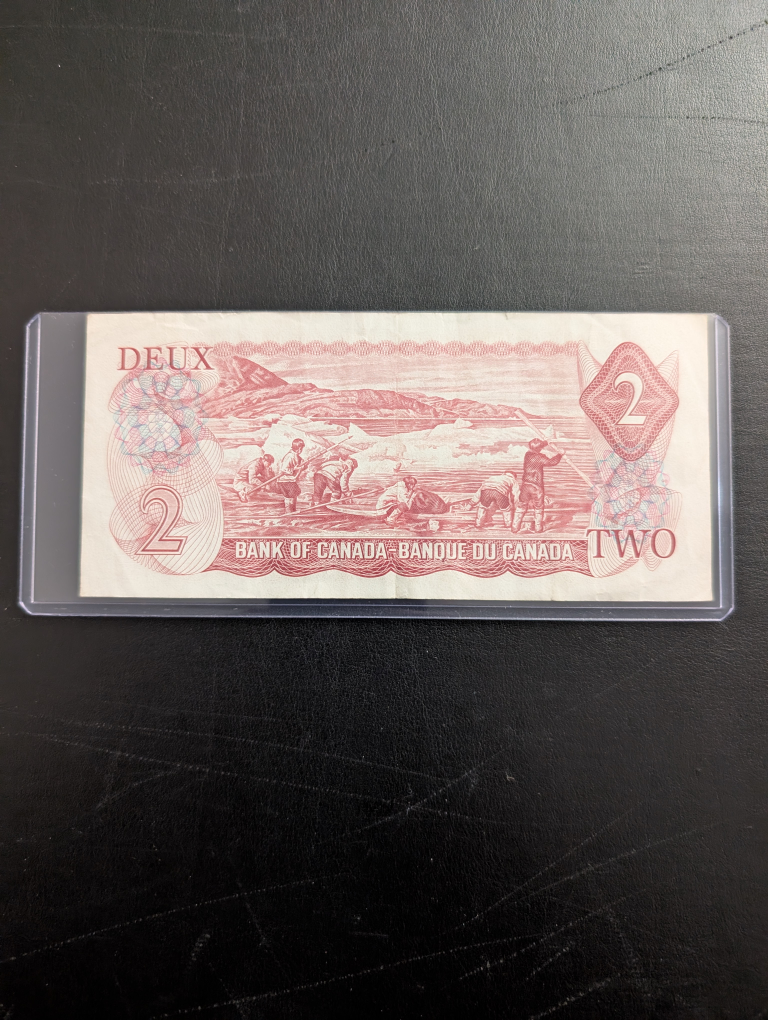 DEUX
2
2
BANK OF CANADA-BANQUE DU CANADA
TWO